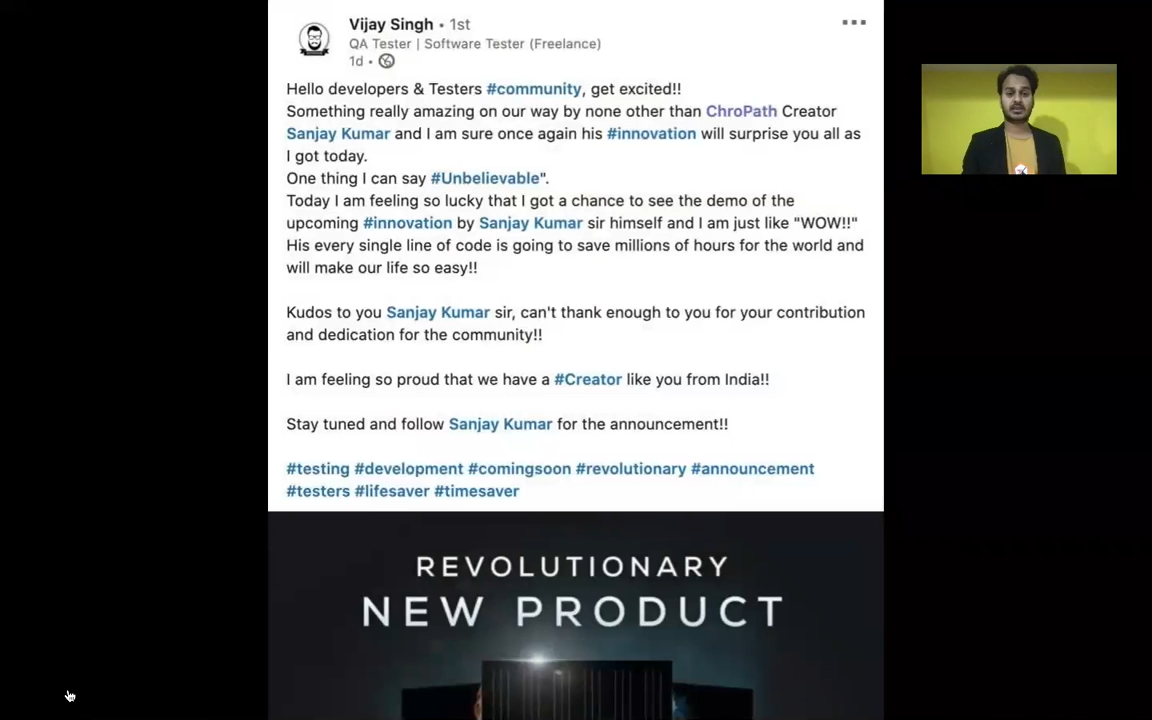 Vijay Singh • 1st
QA Tester | Software Tester (Freelance)
1d •
Hello developers & Testers #community, get excited!!
Something really amazing on our way by none other than ChroPath Creator
Sanjay Kumar and I am sure once again his #innovation will surprise you all as
I got today.
One thing I can say #Unbelievable".
Today I am feeling so lucky that I got a chance to see the demo of the
upcoming #innovation by Sanjay Kumar sir himself and I am just like "WOW!!"
His every single line of code is going to save millions of hours for the world and
will make our life so easy!!
Kudos to you Sanjay Kumar sir, can't thank enough to you for your contribution
and dedication for the community!!
I am feeling so proud that we have a #Creator like you from India!!
Stay tuned and follow Sanjay Kumar for the announcement!!
#testing #development #comingsoon #revolutionary #announcement
#testers #lifesaver #timesaver
REVOLUTIONARY
NEW PRODUCT